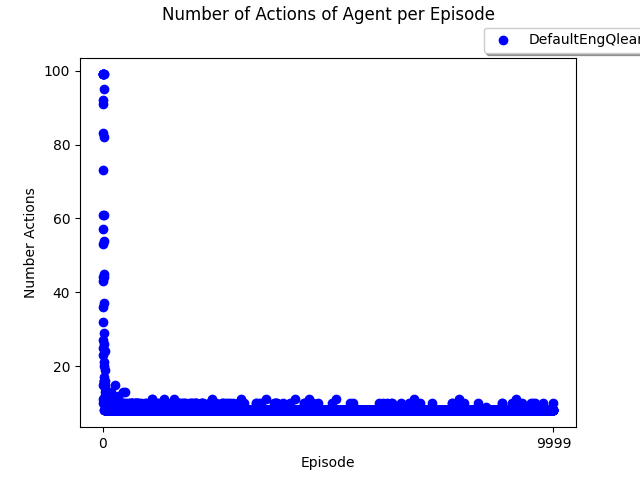 Number of Actions of Agent per Episode
DefaultEngQlear
100
80
60
40
20
Number Actions
0
9999
Episode